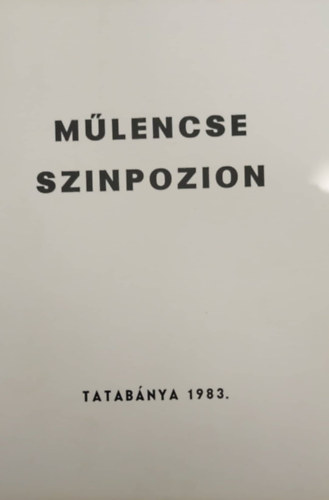 MŰLENCSE
SZINPOZION
TATABÁNYA 1983.